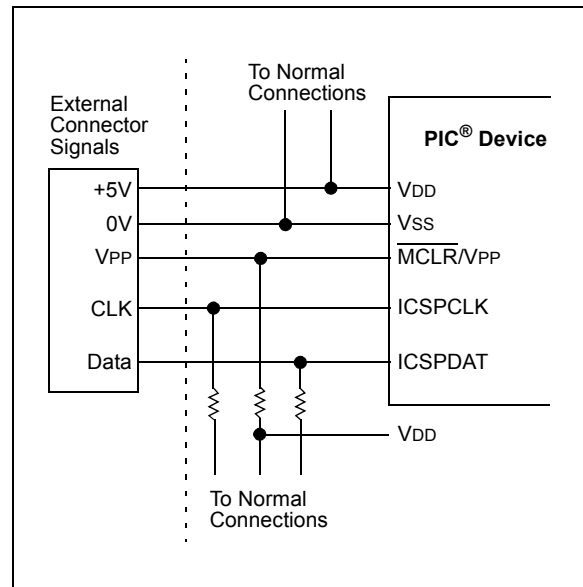 To Normal
Connections
External
Connector
Signals
PIC® Device
+5V
VDD
0V
VSS
VPP
MCLR/VPP
CLK
ICSPCLK
Data
ICSPDAT
VDD
To Normal
Connections